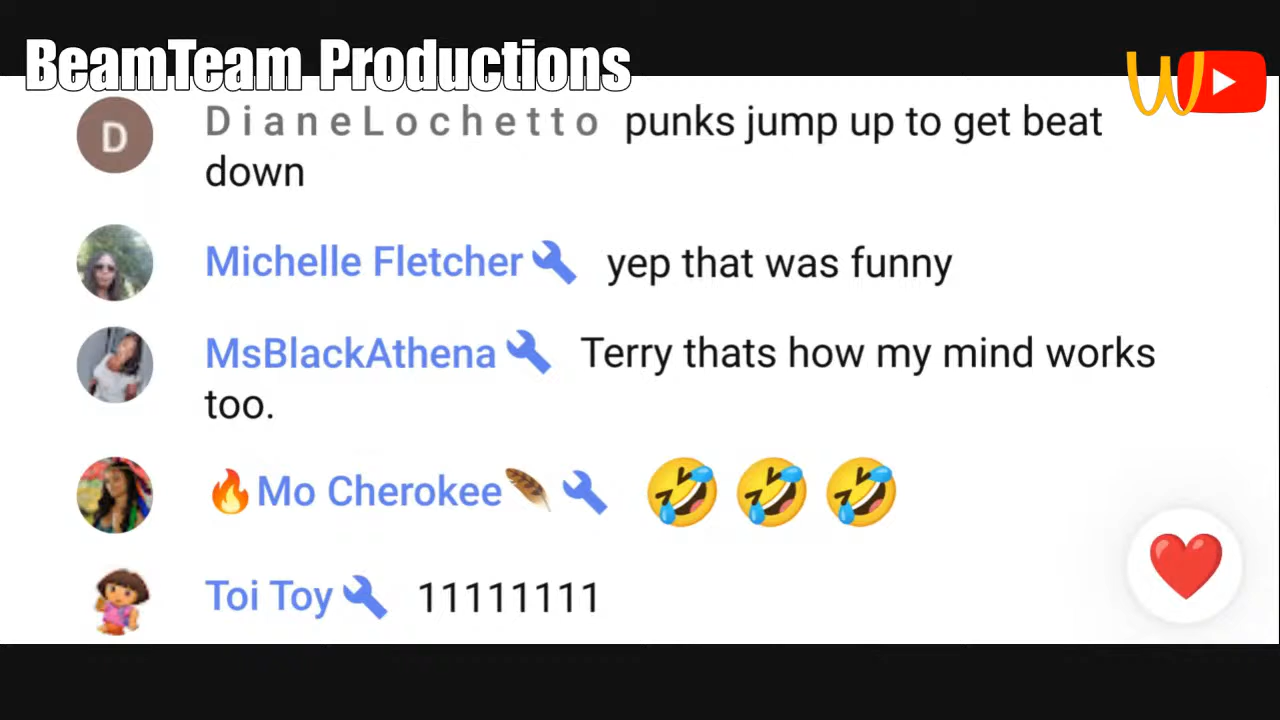 BeamTeam Productions
W
D
D i a n e L o c h e t t o punks jump up to get beat
down
Michelle Fletcher🔧 yep that was funny
MsBlackAthena🔧 Terry thats how my mind works
too.
🔥Mo Cherokee🪶🔧 🤣 🤣 🤣
Toi Toy🔧 11111111